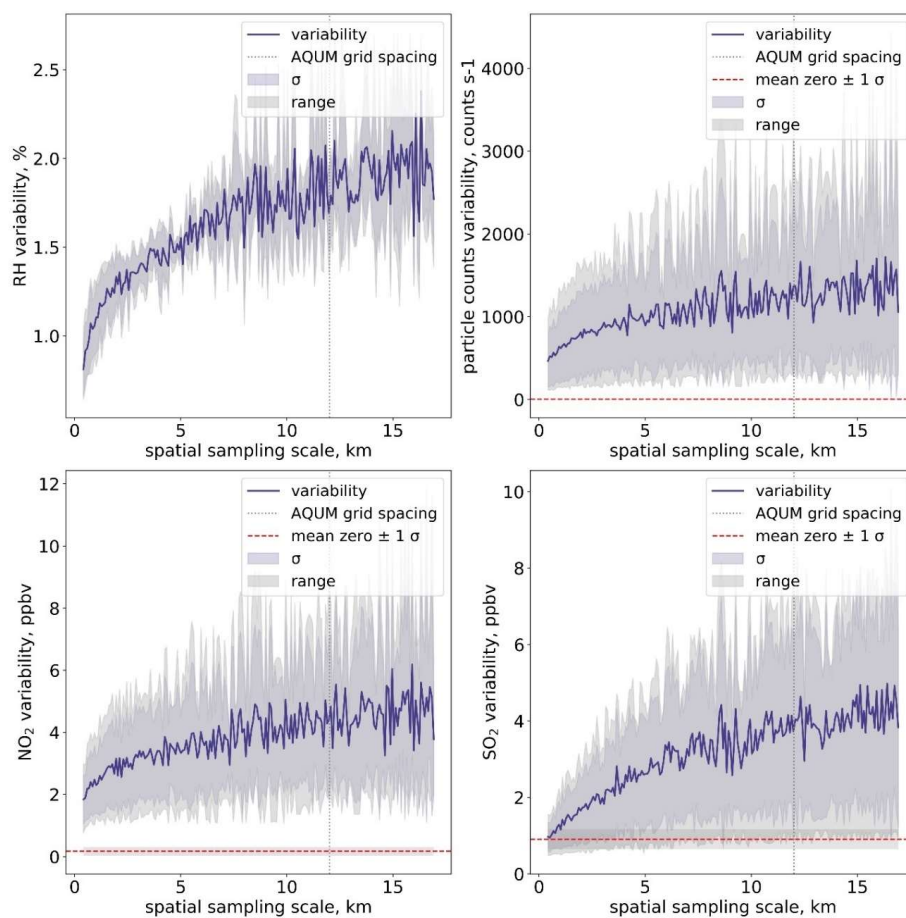 variability
AQUM grid spacing
σ
range
2.5
2.0
1.5
1.0
RH variability, %
0
5
10
15
spatial sampling scale, km
variability
AQUM grid spacing
mean zero ± 1 σ
σ
range
4000
3000
2000
1000
0
particle counts variability, counts s-1
0
5
10
15
spatial sampling scale, km
variability
AQUM grid spacing
mean zero ± 1 σ
σ
range
12
10
8
6
4
2
0
NO₂ variability, ppbv
0
5
10
15
spatial sampling scale, km
variability
AQUM grid spacing
mean zero ± 1 σ
σ
range
10
8
6
4
2
0
SO₂ variability, ppbv
0
5
10
15
spatial sampling scale, km